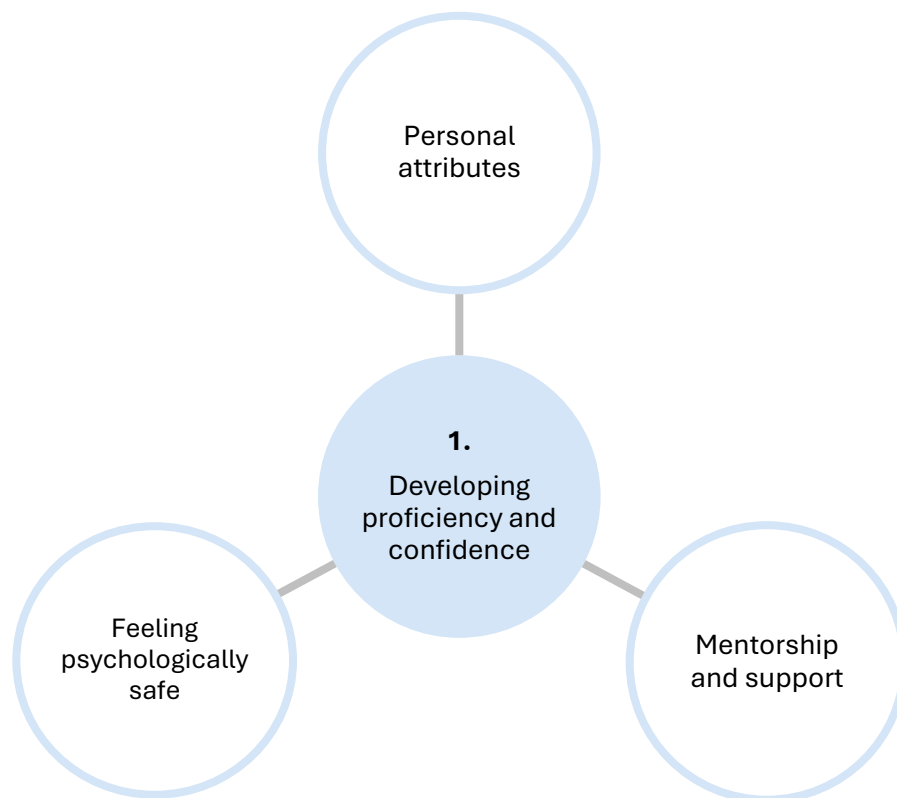 Personal
attributes
1.
Developing
proficiency and
confidence
Feeling
psychologically
safe
Mentorship
and support